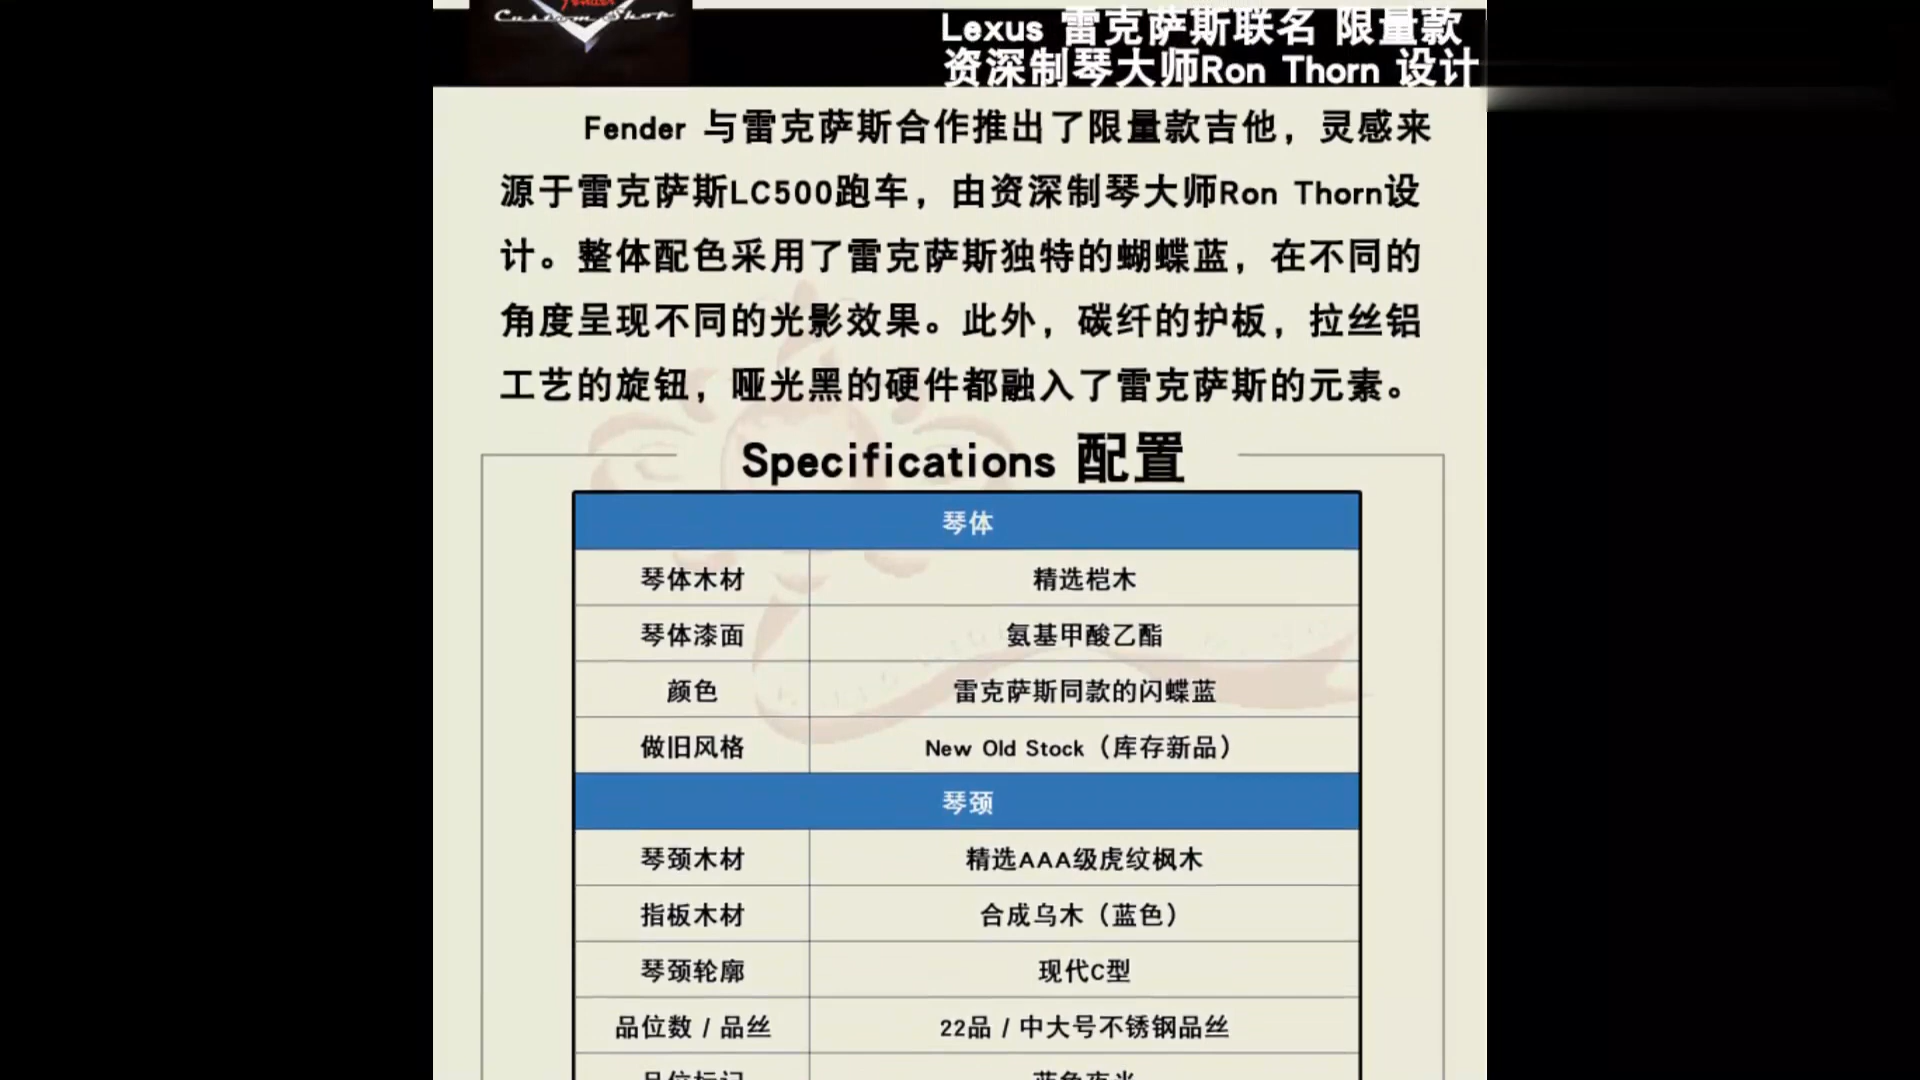 Fender
Custom Shop
Lexus 雷克萨斯联名 限量款
资深制琴大师Ron Thorn 设计
Fender 与雷克萨斯合作推出了限量款吉他，灵感来
源于雷克萨斯LC500跑车，由资深制琴大师Ron Thorn设
计。整体配色采用了雷克萨斯独特的蝴蝶蓝，在不同的
角度呈现不同的光影效果。此外，碳纤的护板，拉丝铝
工艺的旋钮，哑光黑的硬件都融入了雷克萨斯的元素。
Specifications 配置
琴体
琴体木材 精选桤木
琴体漆面 氨基甲酸乙酯
颜色 雷克萨斯同款的闪蝶蓝
做旧风格 New Old Stock（库存新品）
琴颈
琴颈木材 精选AAA级虎纹枫木
指板木材 合成乌木（蓝色）
琴颈轮廓 现代C型
品位数 / 品丝 22品 / 中大号不锈钢品丝
品位标记 蓝色夜光